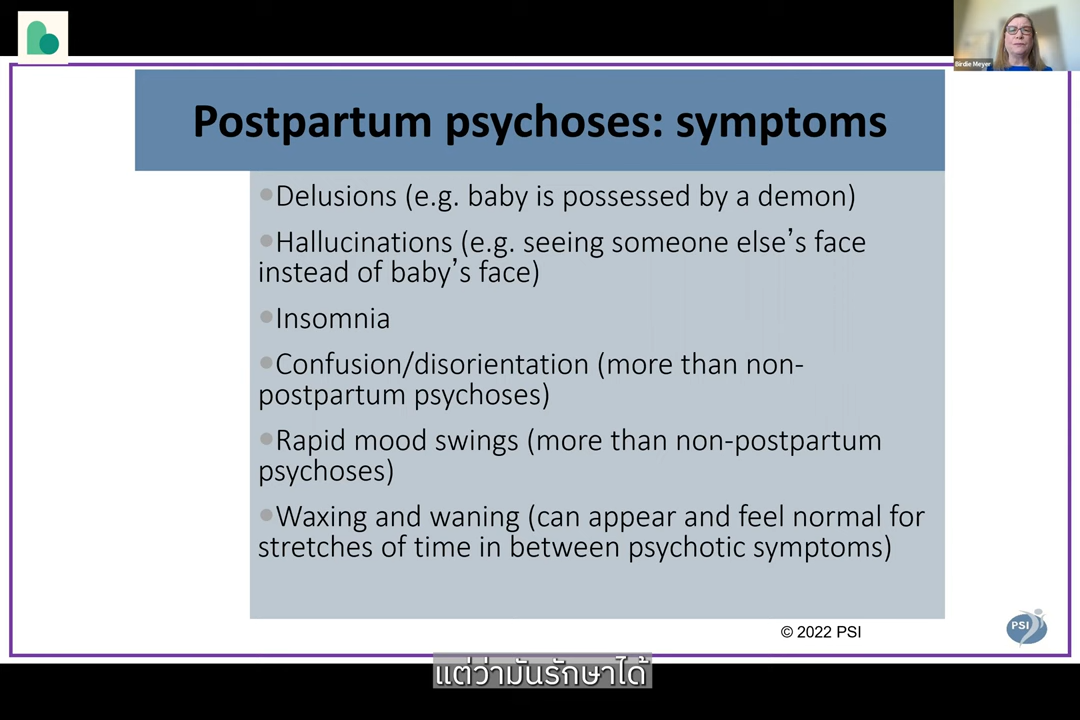 Birdie Meyer
Postpartum psychoses: symptoms
•Delusions (e.g. baby is possessed by a demon)
•Hallucinations (e.g. seeing someone else’s face
instead of baby’s face)
•Insomnia
•Confusion/disorientation (more than non-
postpartum psychoses)
•Rapid mood swings (more than non-postpartum
psychoses)
•Waxing and waning (can appear and feel normal for
stretches of time in between psychotic symptoms)
© 2022 PSI
PSI
แต่ว่ามันรักษาได้